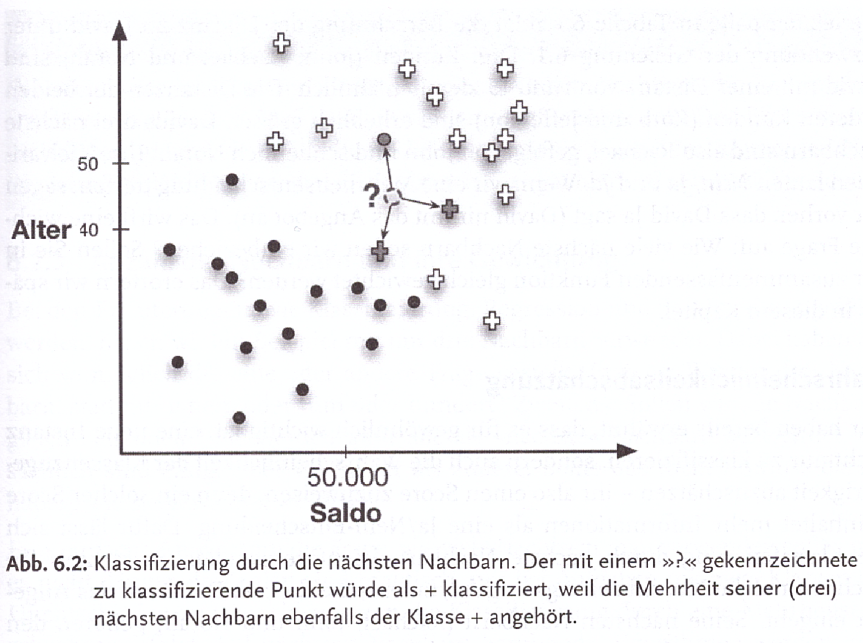 50
?
Alter 40
50.000
Saldo
Abb. 6.2: Klassifizierung durch die nächsten Nachbarn. Der mit einem »?« gekennzeichnete
zu klassifizierende Punkt würde als + klassifiziert, weil die Mehrheit seiner (drei)
nächsten Nachbarn ebenfalls der Klasse + angehört.